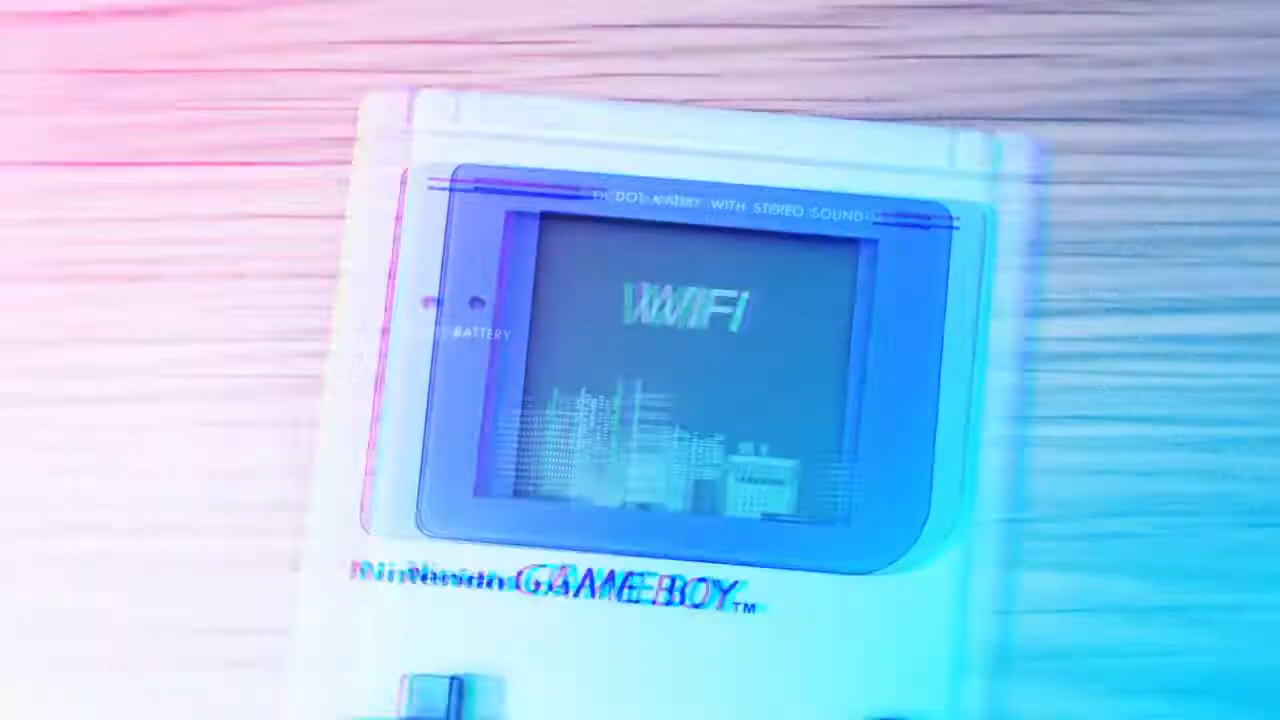 DOT MATRIX WITH STEREO SOUND
WIFI
BATTERY
Nintendo GAME BOY™